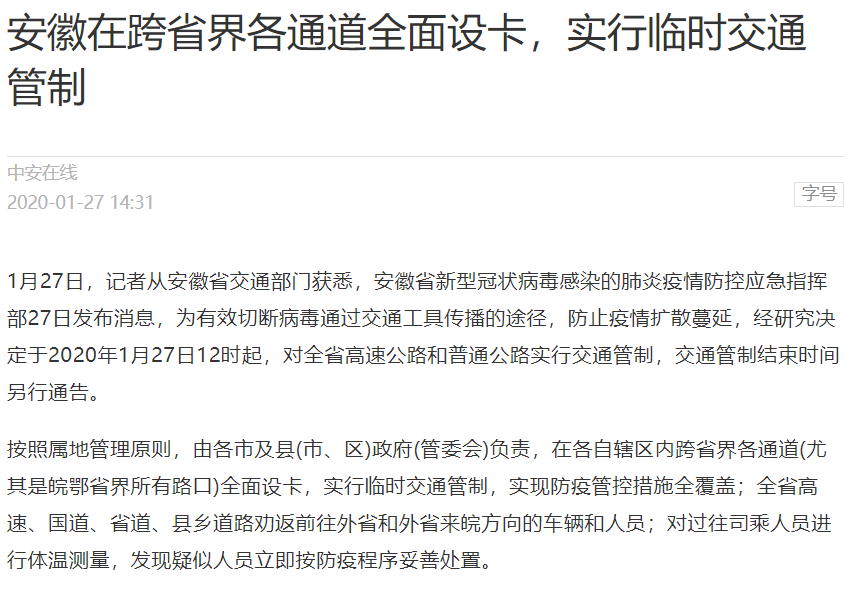 安徽在跨省界各通道全面设卡，实行临时交通
管制
中安在线
2020-01-27 14:31
字号
1月27日，记者从安徽省交通部门获悉，安徽省新型冠状病毒感染的肺炎疫情防控应急指挥
部27日发布消息，为有效切断病毒通过交通工具传播的途径，防止疫情扩散蔓延，经研究决
定于2020年1月27日12时起，对全省高速公路和普通公路实行交通管制，交通管制结束时间
另行通告。
按照属地管理原则，由各市及县(市、区)政府(管委会)负责，在各自辖区内跨省界各通道(尤
其是皖鄂省界所有路口)全面设卡，实行临时交通管制，实现防疫管控措施全覆盖；全省高
速、国道、省道、县乡道路劝返前往外省和外省来皖方向的车辆和人员；对过往司乘人员进
行体温测量，发现疑似人员立即按防疫程序妥善处置。